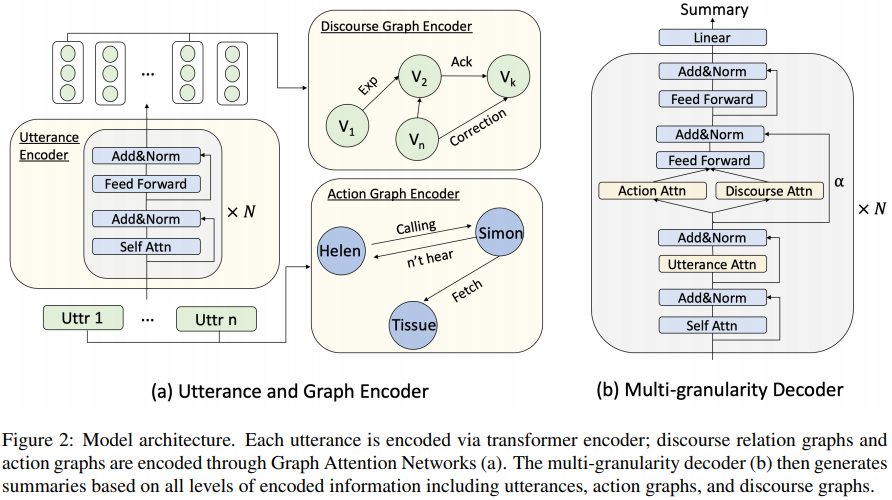 Utterance
Encoder
Add&Norm
Feed Forward
Add&Norm
Self Attn
× N
Uttr 1
...
Uttr n
...
Discourse Graph Encoder
V1
Exp
V2
Ack
Vk
Vn
Correction
Action Graph Encoder
Helen
Calling
Simon
n't hear
Fetch
Tissue
(a) Utterance and Graph Encoder
Summary
Linear
Add&Norm
Feed Forward
Add&Norm
Feed Forward
Action Attn
Discourse Attn
α
× N
Add&Norm
Utterance Attn
Add&Norm
Self Attn
(b) Multi-granularity Decoder
Figure 2: Model architecture. Each utterance is encoded via transformer encoder; discourse relation graphs and
action graphs are encoded through Graph Attention Networks (a). The multi-granularity decoder (b) then generates
summaries based on all levels of encoded information including utterances, action graphs, and discourse graphs.